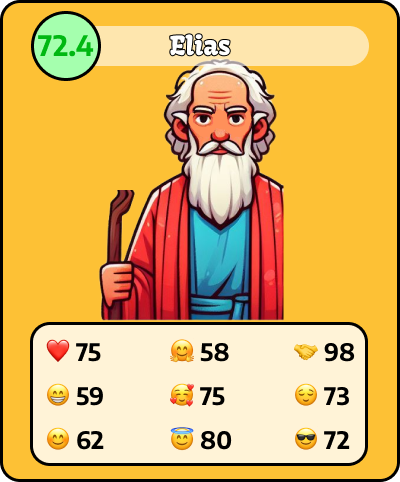 72.4 Elias
❤️ 75 🤗 58 🤝 98
😁 59 🥰 75 😌 73
😊 62 😇 80 😎 72